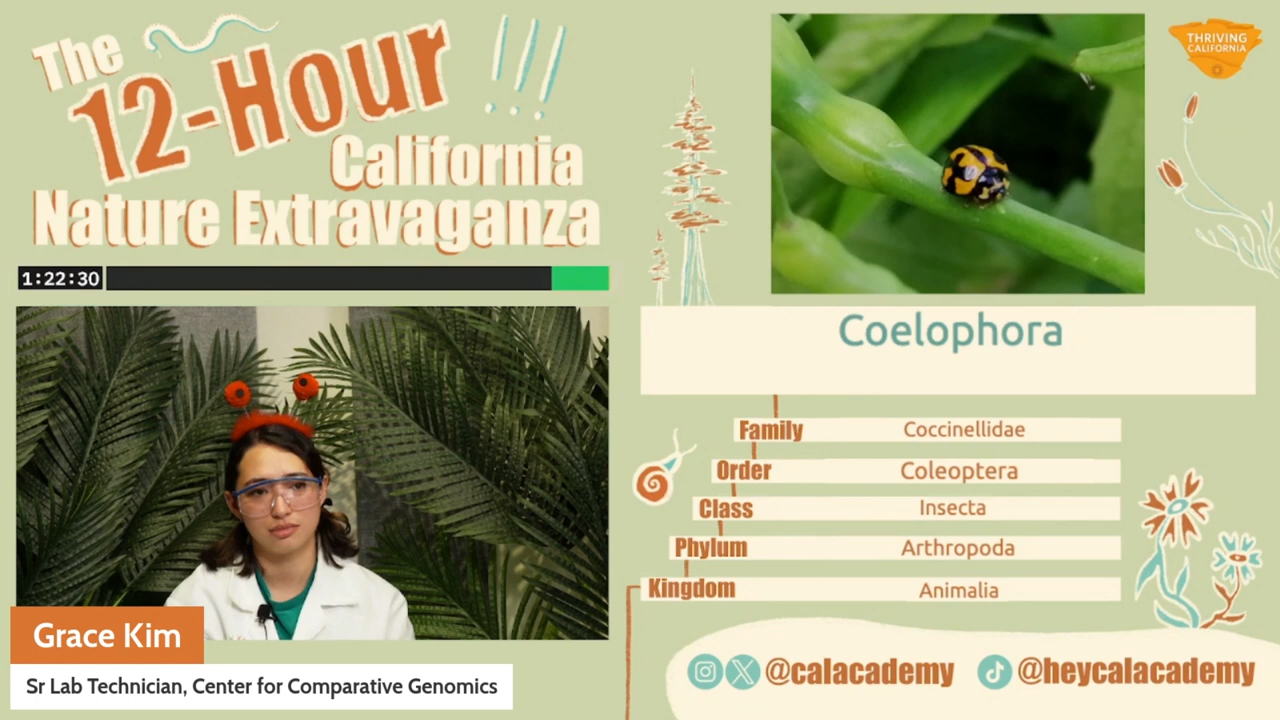 The
12-Hour !!!
California
Nature Extravaganza
1:22:30
Grace Kim
Sr Lab Technician, Center for Comparative Genomics
THRIVING
CALIFORNIA
Coelophora
Family Coccinellidae
Order Coleoptera
Class Insecta
Phylum Arthropoda
Kingdom Animalia
@calacademy @heycalacademy